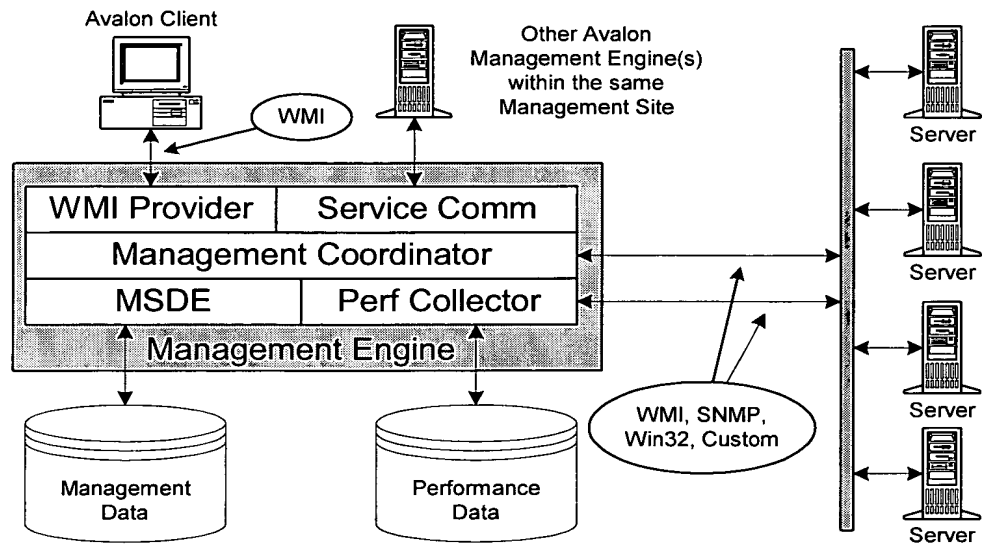 Avalon Client
Other Avalon
Management Engine(s)
within the same
Management Site
WMI
Server
WMI Provider
Service Comm
Management Coordinator
MSDE
Perf Collector
Management Engine
Server
Server
WMI, SNMP,
Win32, Custom
Management
Data
Performance
Data
Server